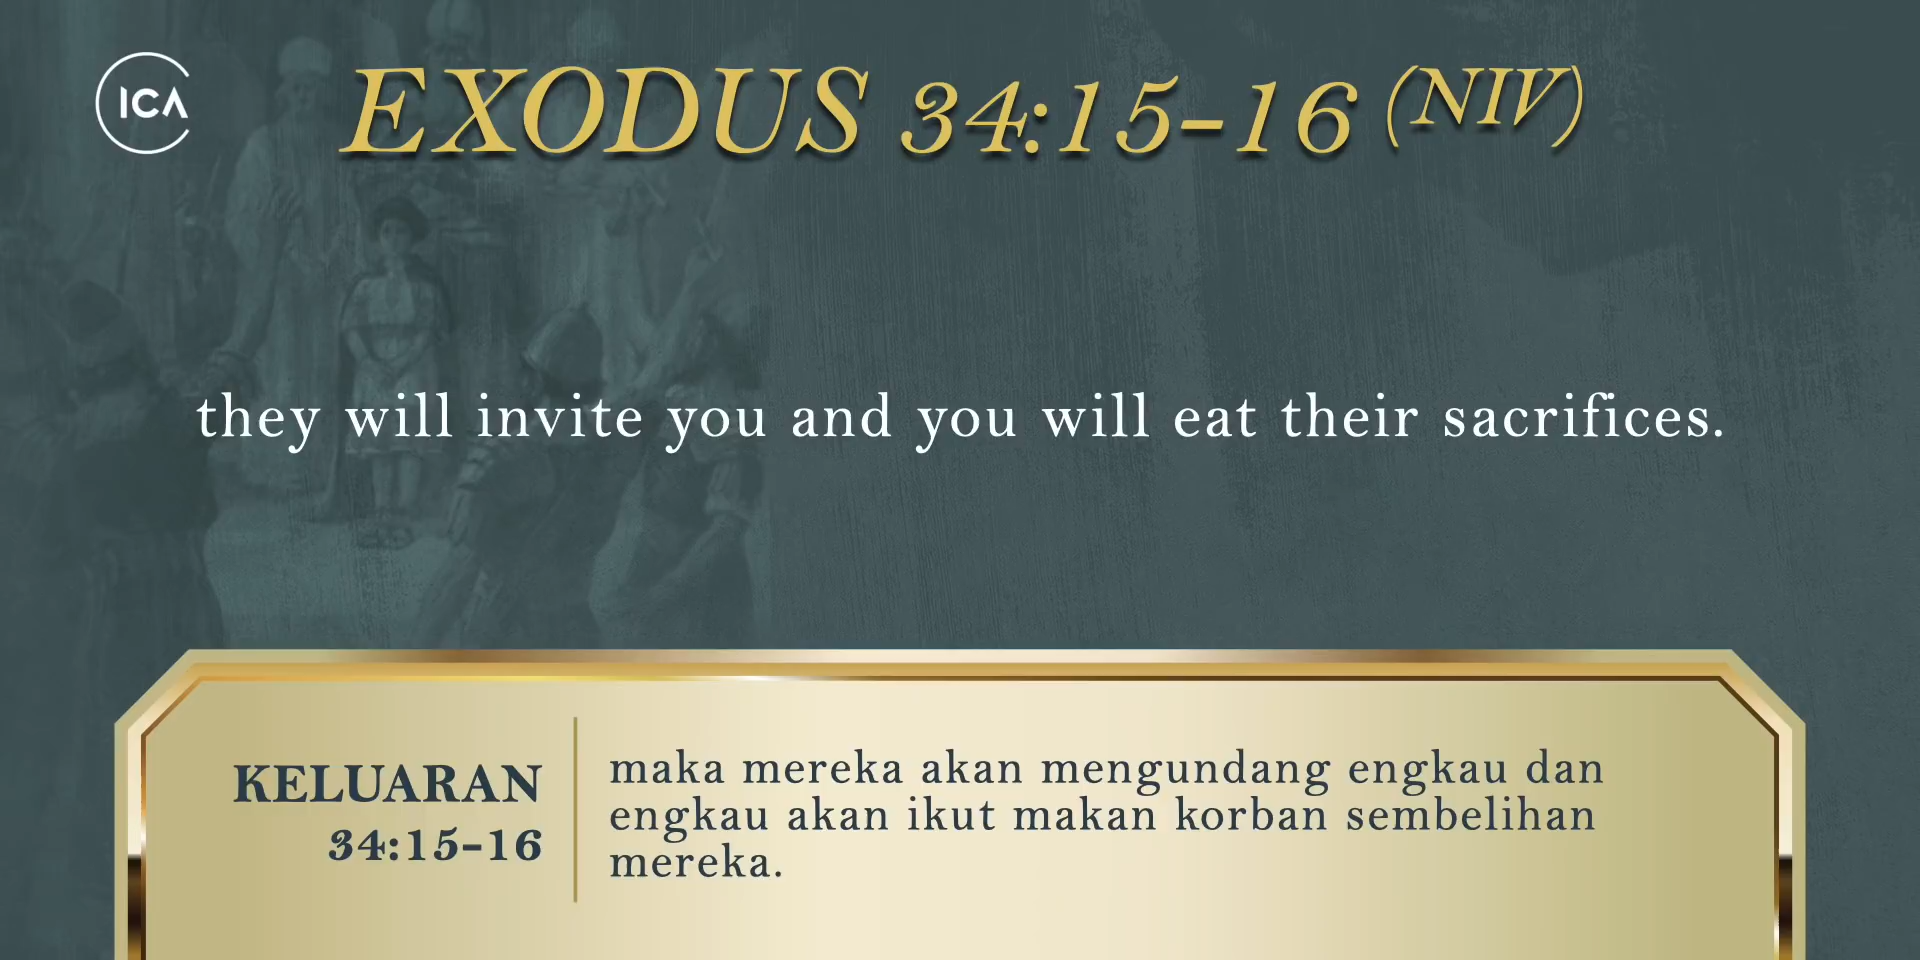 ICA
EXODUS 34:15-16 (NIV)
they will invite you and you will eat their sacrifices.
KELUARAN
34:15-16
maka mereka akan mengundang engkau dan
engkau akan ikut makan korban sembelihan
mereka.